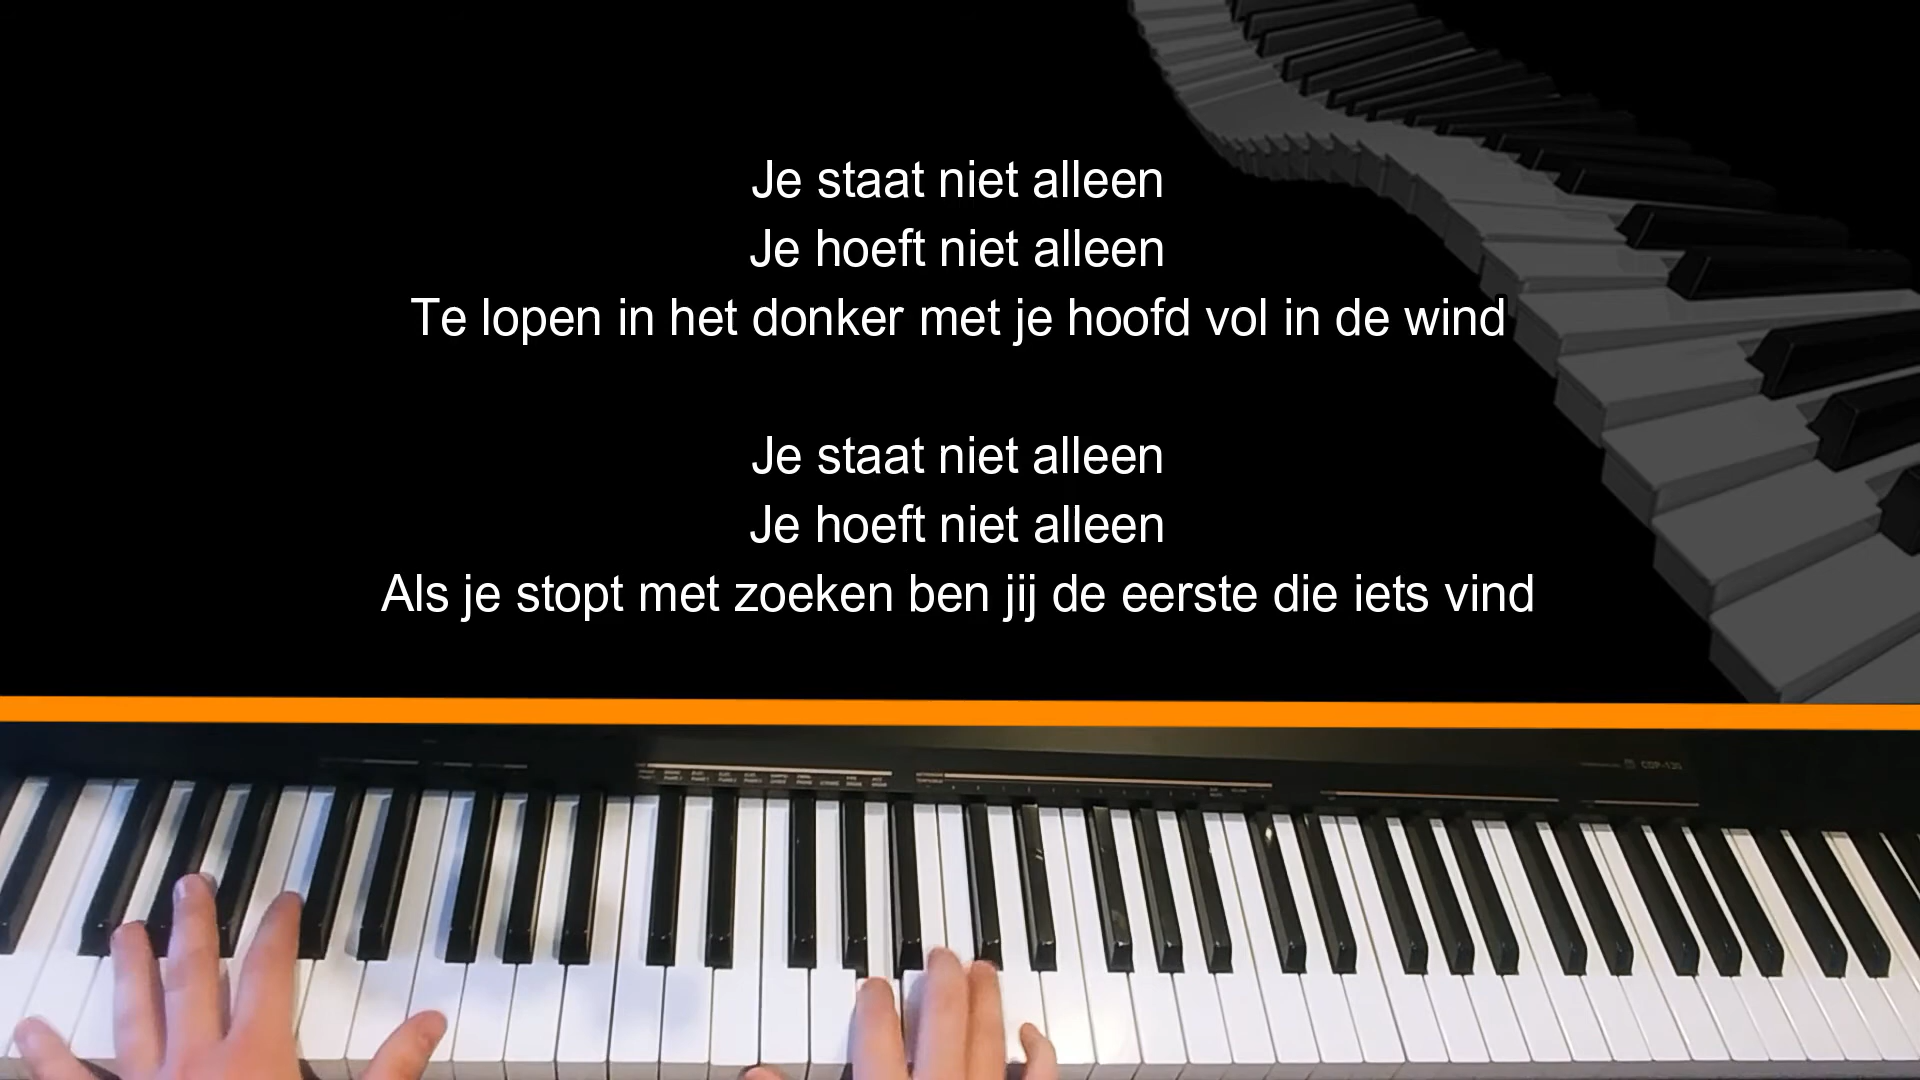 Je staat niet alleen
Je hoeft niet alleen
Te lopen in het donker met je hoofd vol in de wind
Je staat niet alleen
Je hoeft niet alleen
Als je stopt met zoeken ben jij de eerste die iets vind
CDP-130